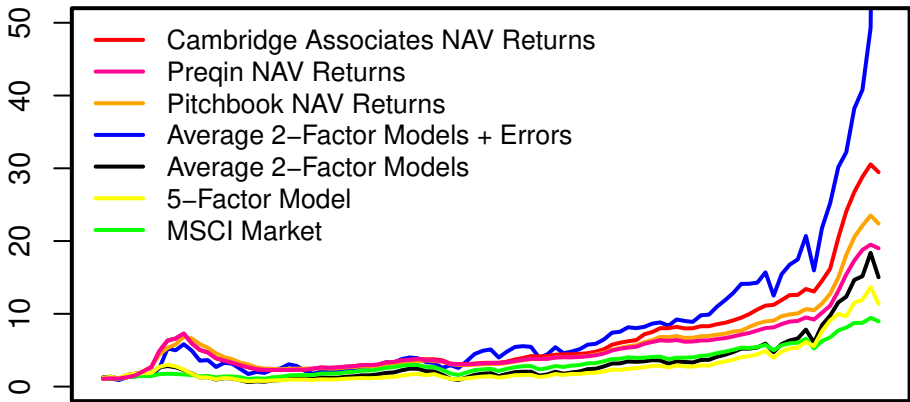 50
40
30
20
10
0
Cambridge Associates NAV Returns
Preqin NAV Returns
Pitchbook NAV Returns
Average 2−Factor Models + Errors
Average 2−Factor Models
5−Factor Model
MSCI Market